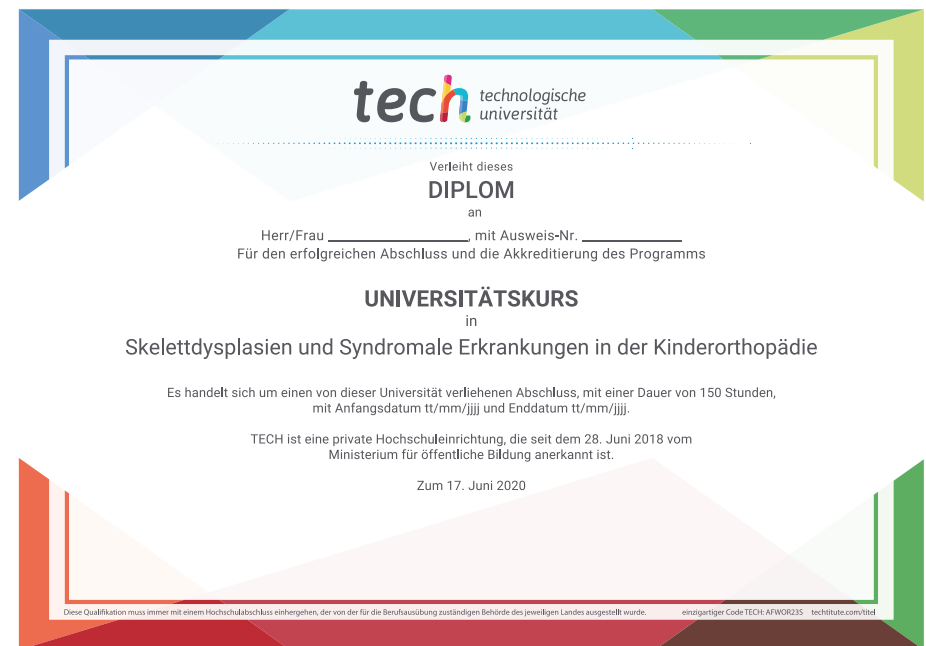 tech technologische
universität
Verleiht dieses
DIPLOM
an
Herr/Frau ____________, mit Ausweis-Nr. ____________
Für den erfolgreichen Abschluss und die Akkreditierung des Programms
UNIVERSITÄTSKURS
in
Skelettdysplasien und Syndromale Erkrankungen in der Kinderorthopädie
Es handelt sich um einen von dieser Universität verliehenen Abschluss, mit einer Dauer von 150 Stunden,
mit Anfangsdatum tt/mm/jjjj und Enddatum tt/mm/jjjj.
TECH ist eine private Hochschuleinrichtung, die seit dem 28. Juni 2018 vom
Ministerium für öffentliche Bildung anerkannt ist.
Zum 17. Juni 2020
Diese Qualifikation muss immer mit einem Hochschulabschluss einhergehen, der von der für die Berufsausübung zuständigen Behörde des jeweiligen Landes ausgestellt wurde. einzigartiger Code TECH: AFWOR23S techtitute.com/titel